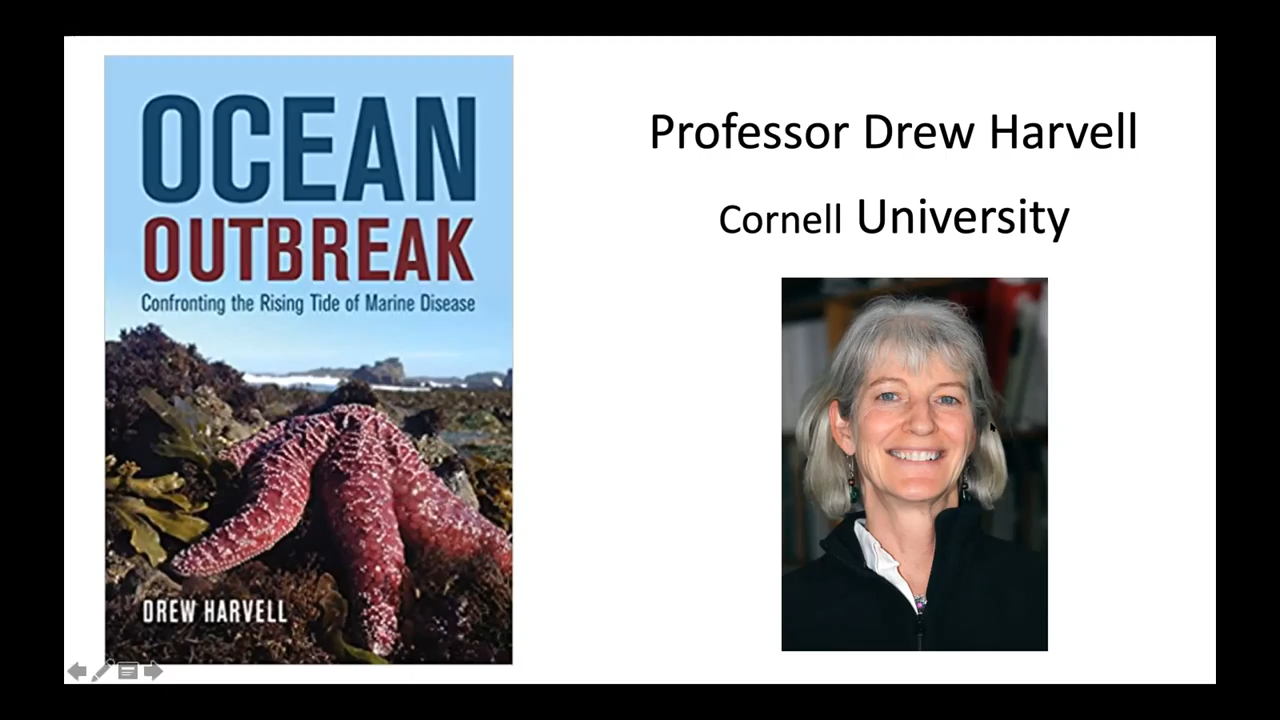 OCEAN
OUTBREAK
Confronting the Rising Tide of Marine Disease
DREW HARVELL
Professor Drew Harvell
Cornell University